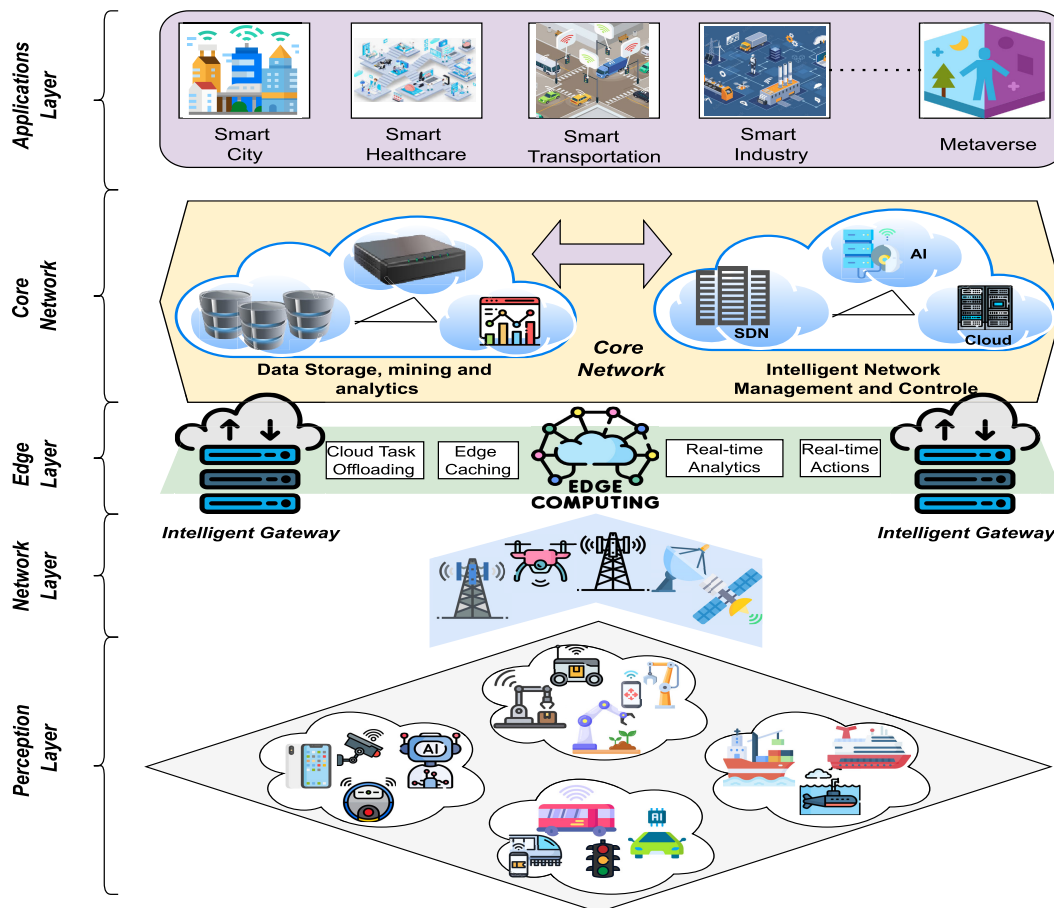 Applications
Layer
Smart
City
Smart
Healthcare
Smart
Transportation
Smart
Industry
Metaverse
Core
Network
AI
SDN
Cloud
Data Storage, mining and
analytics
Core
Network
Intelligent Network
Management and Controle
Edge
Layer
Cloud Task
Offloading
Edge
Caching
EDGE
COMPUTING
Real-time
Analytics
Real-time
Actions
Intelligent Gateway
Intelligent Gateway
Network
Layer
Perception
Layer
AI
AI